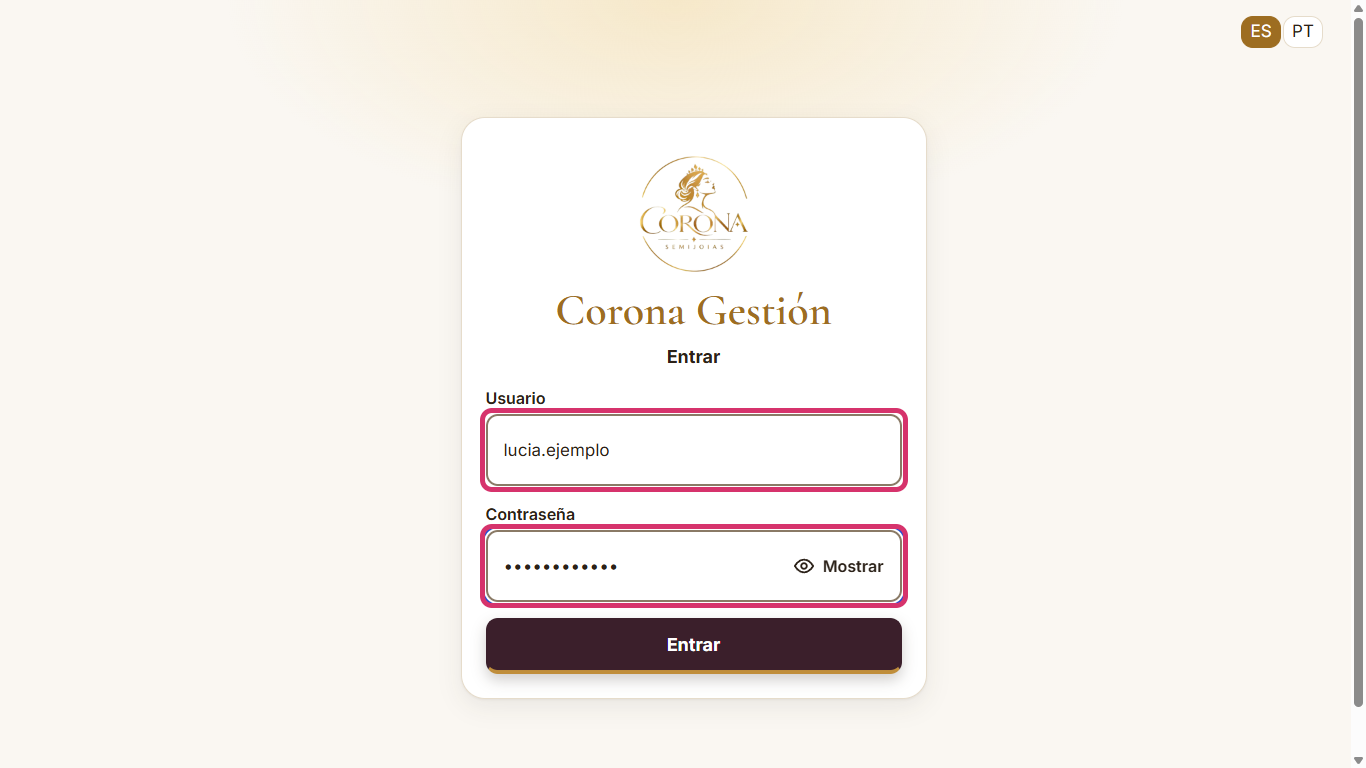 ES PT
CORONA
SEMIJOIAS
Corona Gestión
Entrar
Usuario
lucia.ejemplo
Contraseña
•••••••••••• Mostrar
Entrar